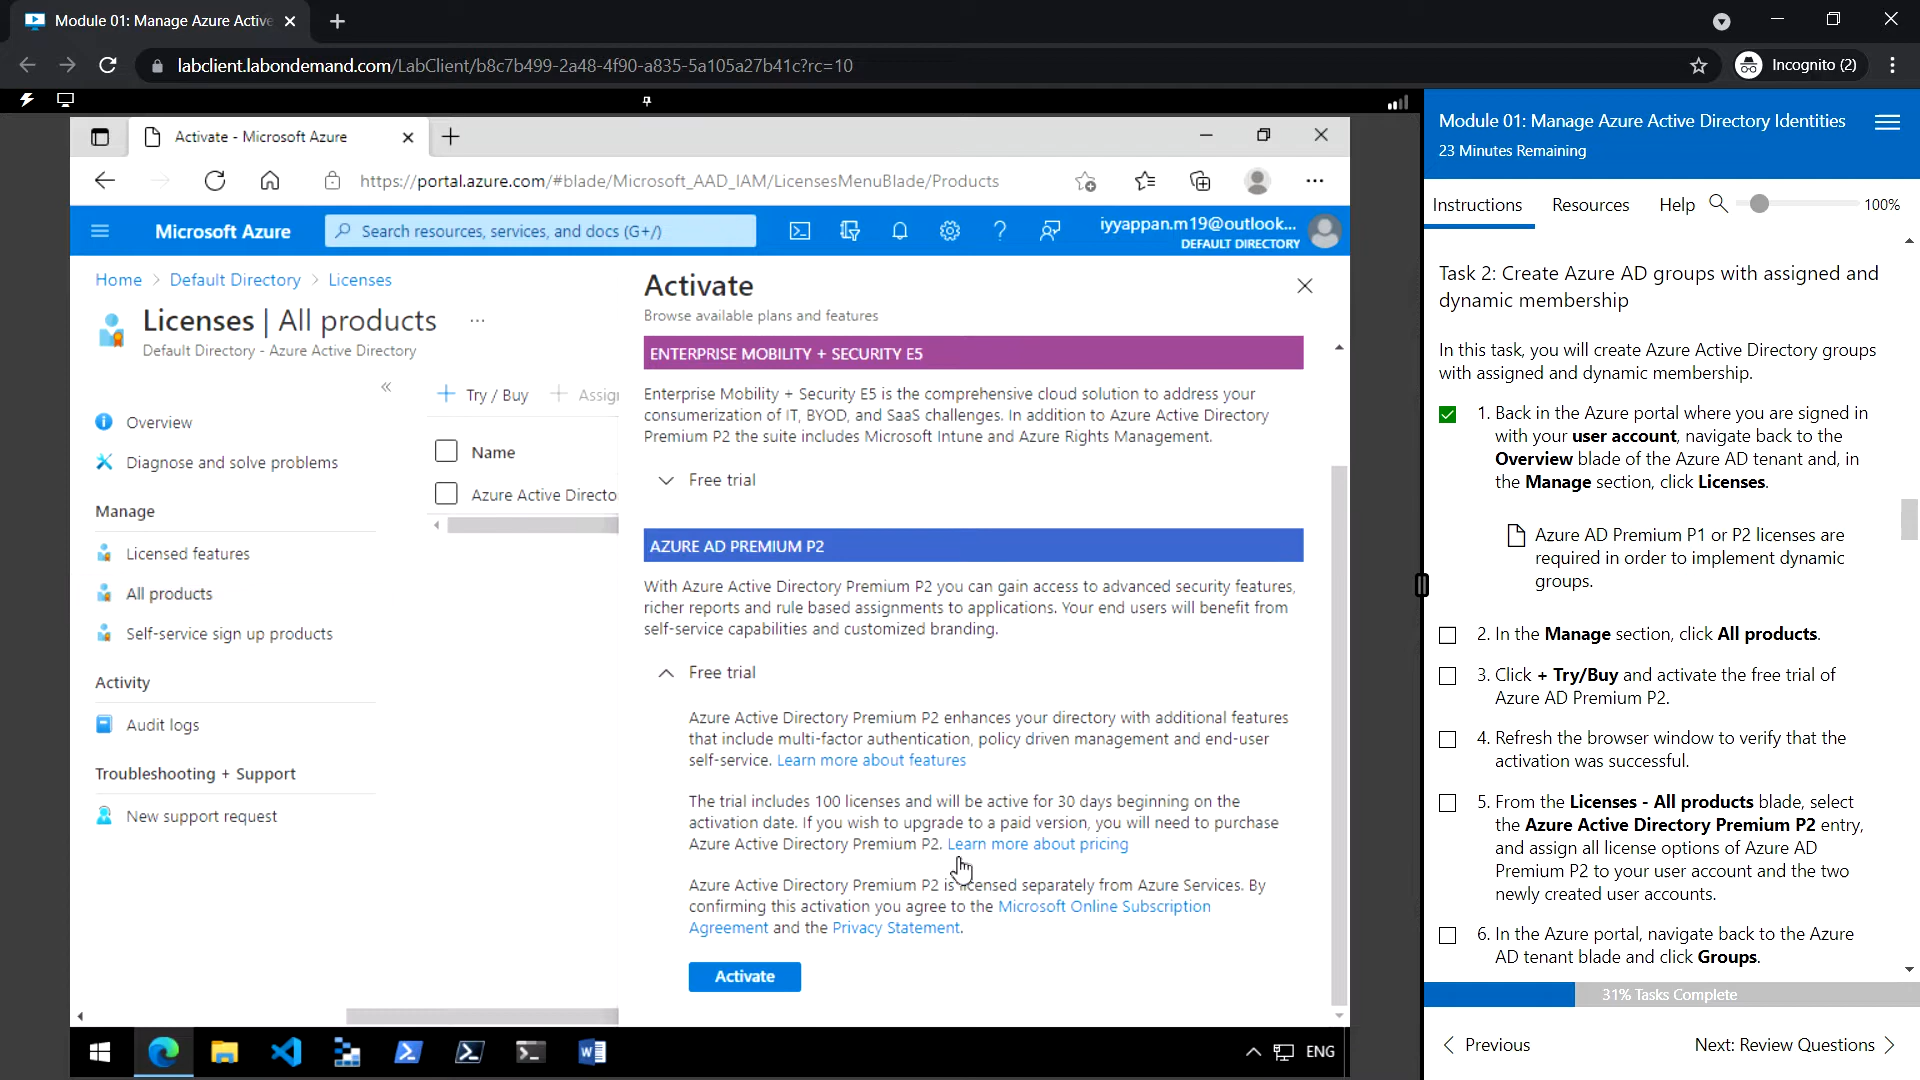 Module 01: Manage Azure Active
labclient.labondemand.com/LabClient/b8c7b499-2a48-4f90-a835-5a105a27b41c?rc=10
Incognito (2)
Activate - Microsoft Azure
https://portal.azure.com/#blade/Microsoft_AAD_IAM/LicensesMenuBlade/Products
Microsoft Azure
Search resources, services, and docs (G+/)
iyyappan.m19@outlook...
DEFAULT DIRECTORY
Home > Default Directory > Licenses
Licenses | All products ...
Default Directory - Azure Active Directory
Overview
Diagnose and solve problems
Manage
Licensed features
All products
Self-service sign up products
Activity
Audit logs
Troubleshooting + Support
New support request
Try / Buy
Assign
Name
Azure Active Directo
Activate
Browse available plans and features
ENTERPRISE MOBILITY + SECURITY E5
Enterprise Mobility + Security E5 is the comprehensive cloud solution to address your
consumerization of IT, BYOD, and SaaS challenges. In addition to Azure Active Directory
Premium P2 the suite includes Microsoft Intune and Azure Rights Management.
Free trial
AZURE AD PREMIUM P2
With Azure Active Directory Premium P2 you can gain access to advanced security features,
richer reports and rule based assignments to applications. Your end users will benefit from
self-service capabilities and customized branding.
Free trial
Azure Active Directory Premium P2 enhances your directory with additional features
that include multi-factor authentication, policy driven management and end-user
self-service. Learn more about features
The trial includes 100 licenses and will be active for 30 days beginning on the
activation date. If you wish to upgrade to a paid version, you will need to purchase
Azure Active Directory Premium P2. Learn more about pricing
Azure Active Directory Premium P2 is licensed separately from Azure Services. By
confirming this activation you agree to the Microsoft Online Subscription
Agreement and the Privacy Statement.
Activate
ENG
Module 01: Manage Azure Active Directory Identities
23 Minutes Remaining
Instructions Resources Help 100%
Task 2: Create Azure AD groups with assigned and
dynamic membership
In this task, you will create Azure Active Directory groups
with assigned and dynamic membership.
1. Back in the Azure portal where you are signed in
with your user account, navigate back to the
Overview blade of the Azure AD tenant and, in
the Manage section, click Licenses.
Azure AD Premium P1 or P2 licenses are
required in order to implement dynamic
groups.
2. In the Manage section, click All products.
3. Click + Try/Buy and activate the free trial of
Azure AD Premium P2.
4. Refresh the browser window to verify that the
activation was successful.
5. From the Licenses - All products blade, select
the Azure Active Directory Premium P2 entry,
and assign all license options of Azure AD
Premium P2 to your user account and the two
newly created user accounts.
6. In the Azure portal, navigate back to the Azure
AD tenant blade and click Groups.
31% Tasks Complete
Previous
Next: Review Questions